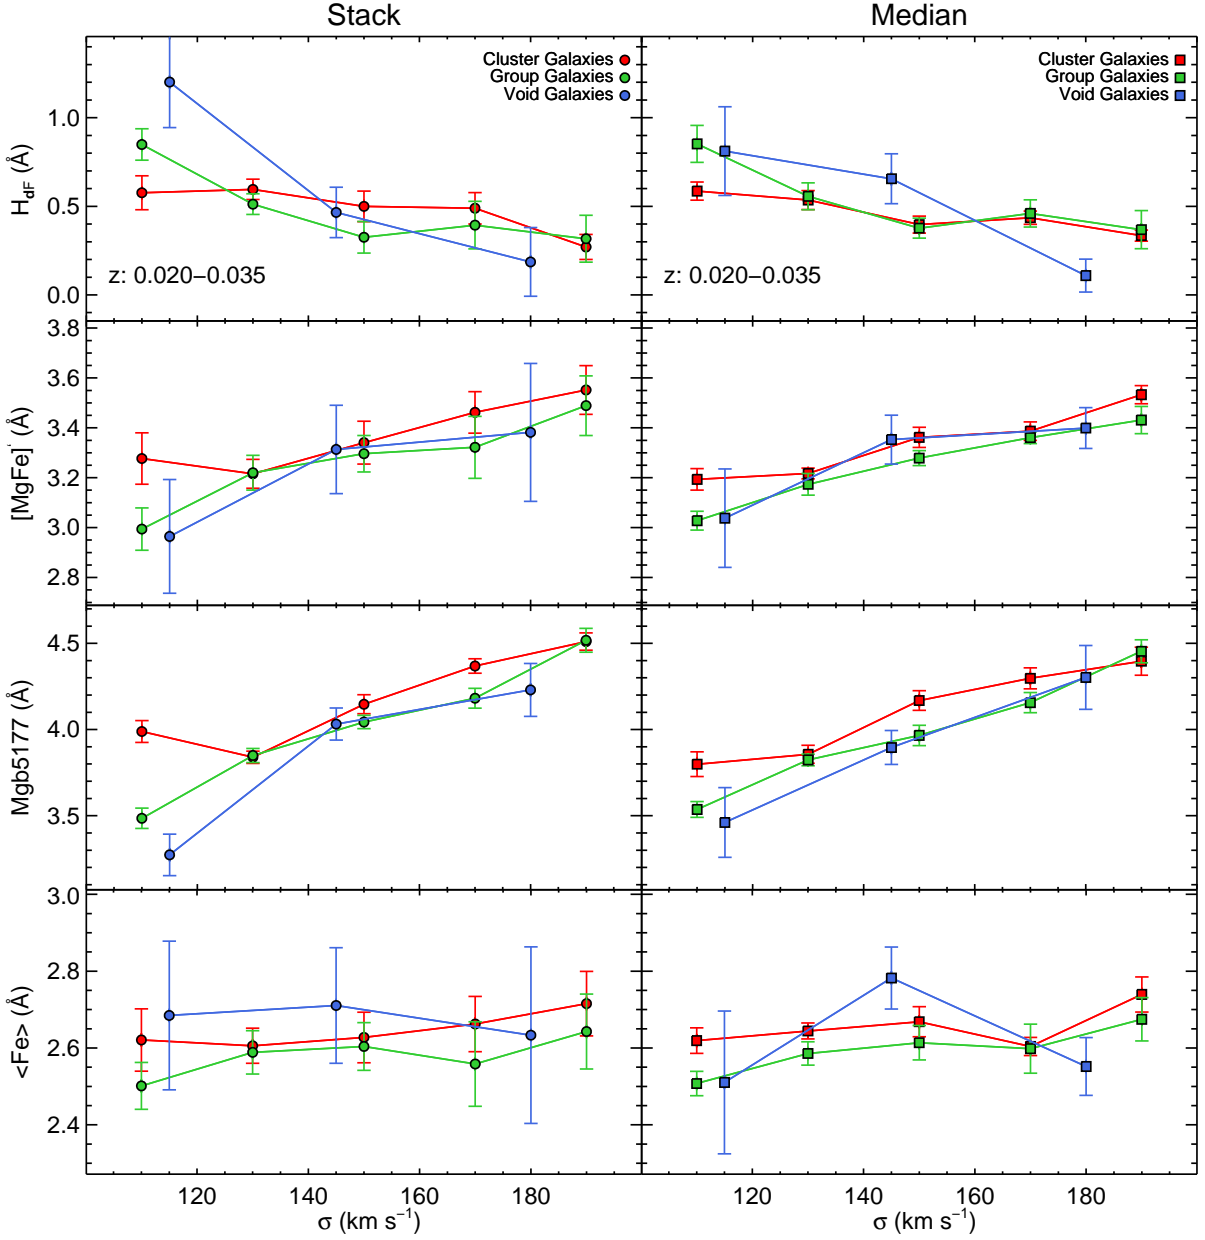 Stack
Median
Cluster Galaxies
Group Galaxies
Void Galaxies
Cluster Galaxies
Group Galaxies
Void Galaxies
H_dF (Å)
1.0
0.5
0.0
z: 0.020−0.035
z: 0.020−0.035
[MgFe]' (Å)
3.8
3.6
3.4
3.2
3.0
2.8
Mgb5177 (Å)
4.5
4.0
3.5
<Fe> (Å)
3.0
2.8
2.6
2.4
120 140 160 180
120 140 160 180
σ (km s⁻¹)
σ (km s⁻¹)